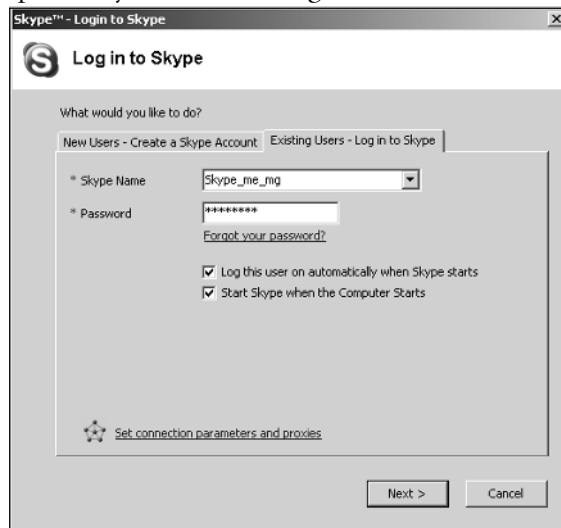 Skype™ - Login to Skype
Log in to Skype
What would you like to do?
New Users - Create a Skype Account Existing Users - Log in to Skype
* Skype Name Skype_me_mg
* Password ********
Forgot your password?
Log this user on automatically when Skype starts
Start Skype when the Computer Starts
Set connection parameters and proxies
Next > Cancel